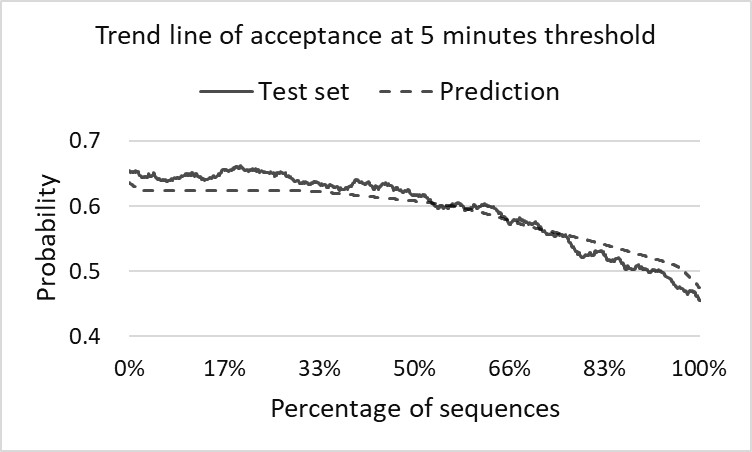 Trend line of acceptance at 5 minutes threshold
Test set Prediction
Probability
0.7
0.6
0.5
0.4
0% 17% 33% 50% 66% 83% 100%
Percentage of sequences